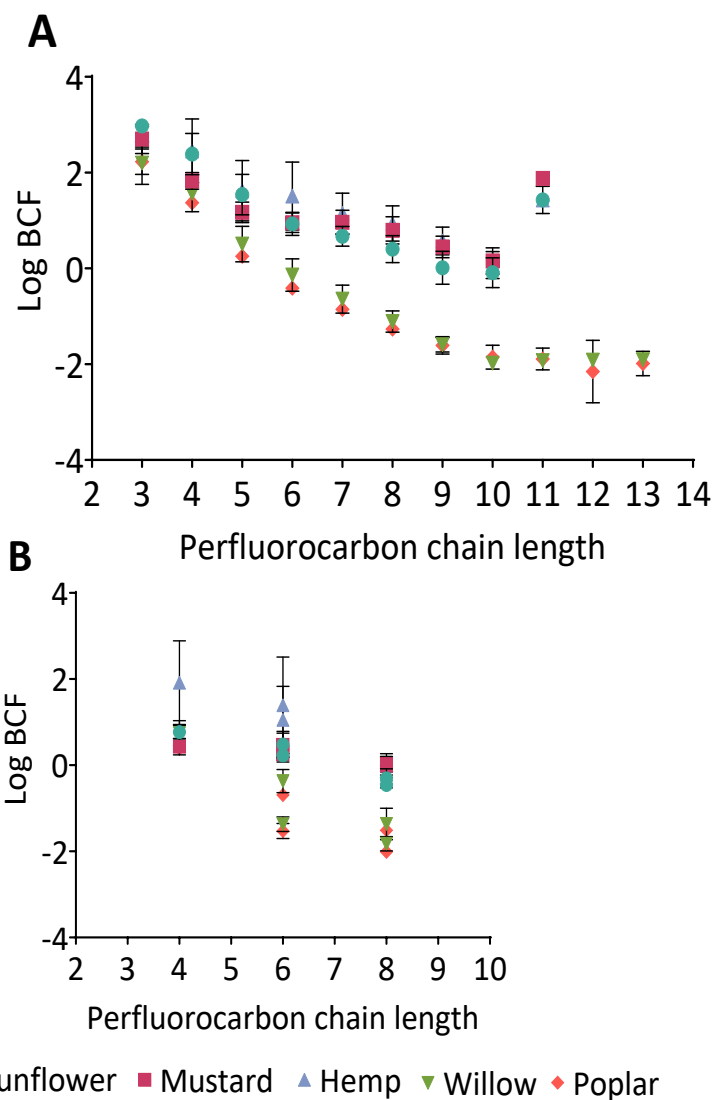 A
4
2
0
-2
-4
Log BCF
2 3 4 5 6 7 8 9 10 11 12 13 14
Perfluorocarbon chain length
B
4
2
0
-2
-4
Log BCF
2 3 4 5 6 7 8 9 10
Perfluorocarbon chain length
unflower Mustard Hemp Willow Poplar